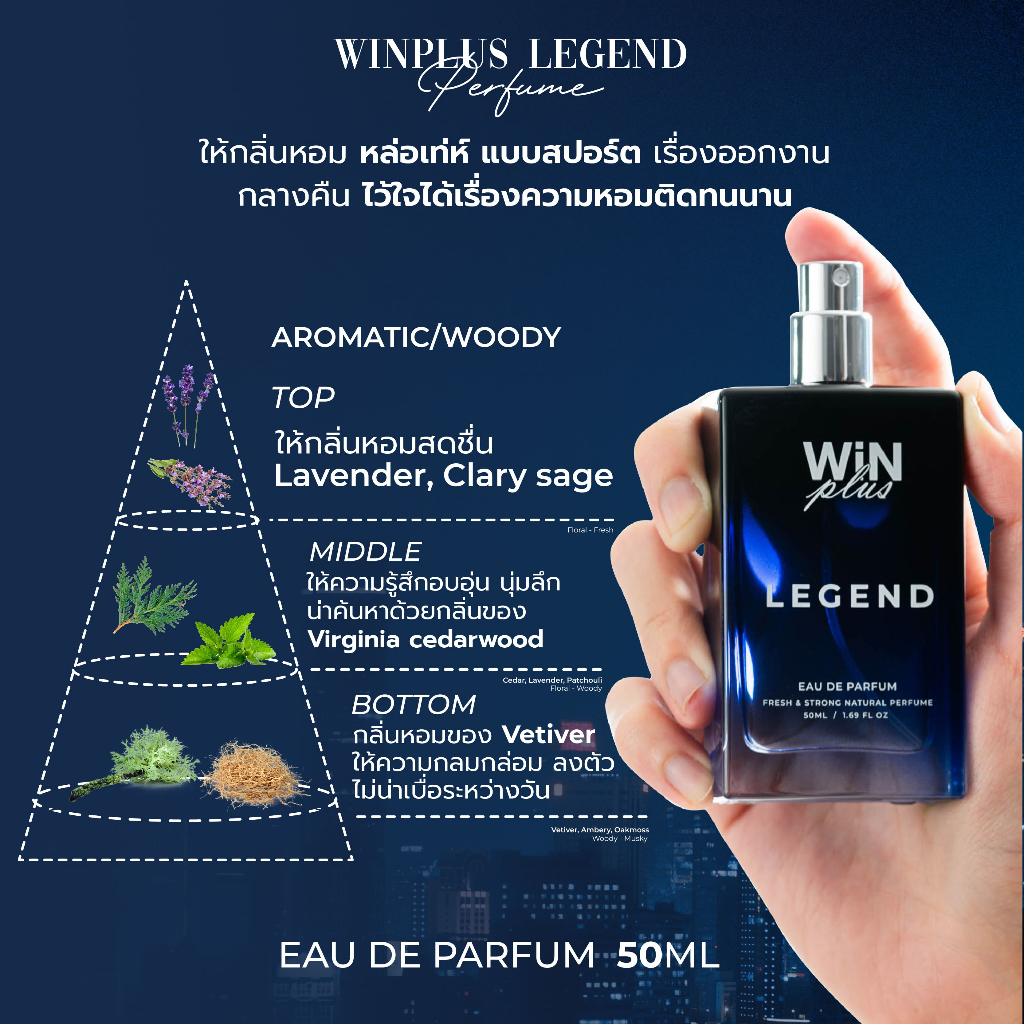 WINPLUS LEGEND
Perfume
ให้กลิ่นหอม หล่อเท่ห์ แบบสปอร์ต เรื่องออกงาน
กลางคืน ไว้ใจได้เรื่องความหอมติดทนนาน
AROMATIC/WOODY
TOP
ให้กลิ่นหอมสดชื่น
Lavender, Clary sage
Floral - Fresh
MIDDLE
ให้ความรู้สึกอบอุ่น นุ่มลึก
น่าค้นหาด้วยกลิ่นของ
Virginia cedarwood
Cedar, Lavender, Patchouli
Floral - Woody
BOTTOM
กลิ่นหอมของ Vetiver
ให้ความกลมกล่อม ลงตัว
ไม่น่าเบื่อระหว่างวัน
Vetiver, Ambery, Oakmoss
Woody - Musky
WiN
plus
LEGEND
EAU DE PARFUM
FRESH & STRONG NATURAL PERFUME
50ML / 1.69 FL OZ
EAU DE PARFUM 50ML